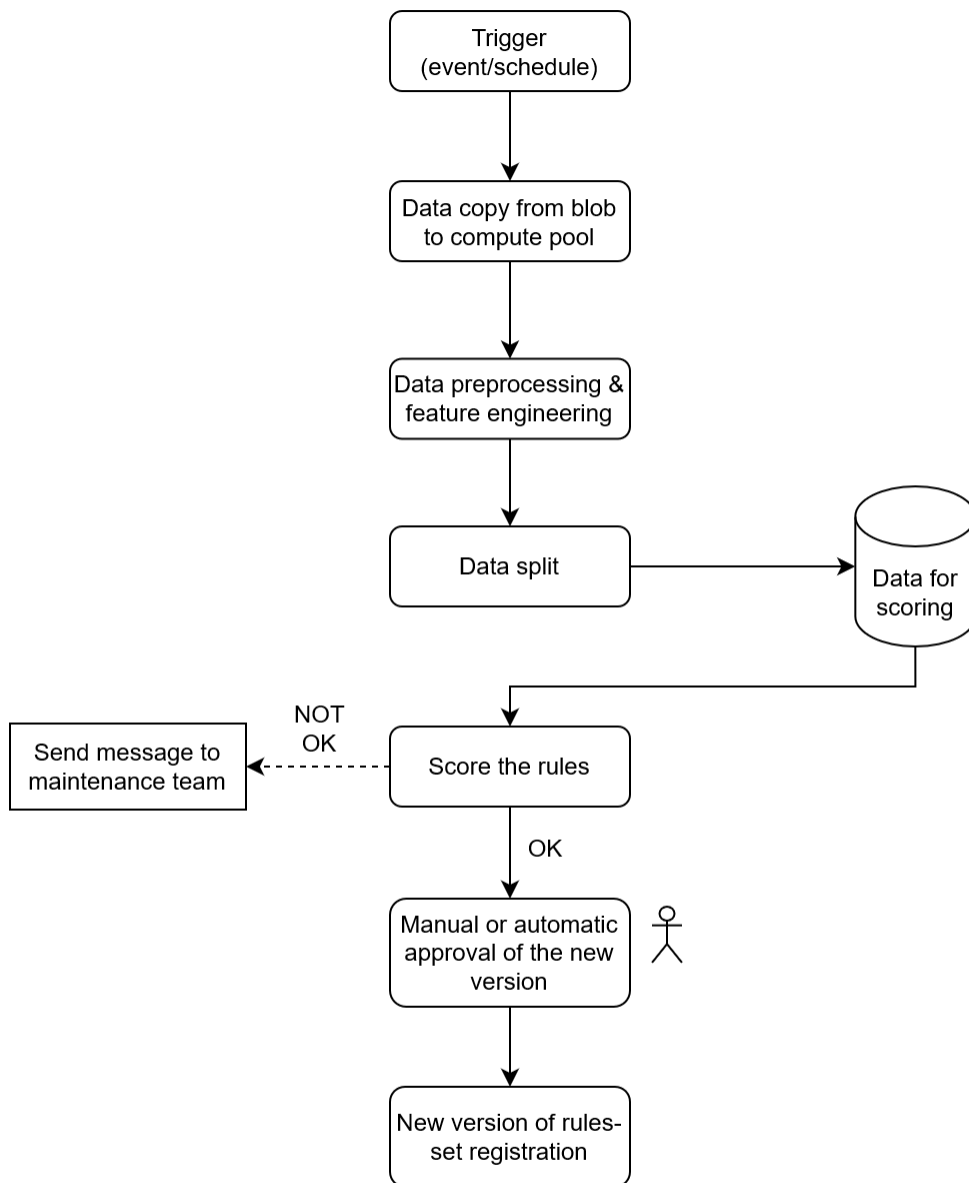 Trigger
(event/schedule)
Data copy from blob
to compute pool
Data preprocessing &
feature engineering
Data split
Data for
scoring
NOT
OK
Send message to
maintenance team
Score the rules
OK
Manual or automatic
approval of the new
version
New version of rules-
set registration